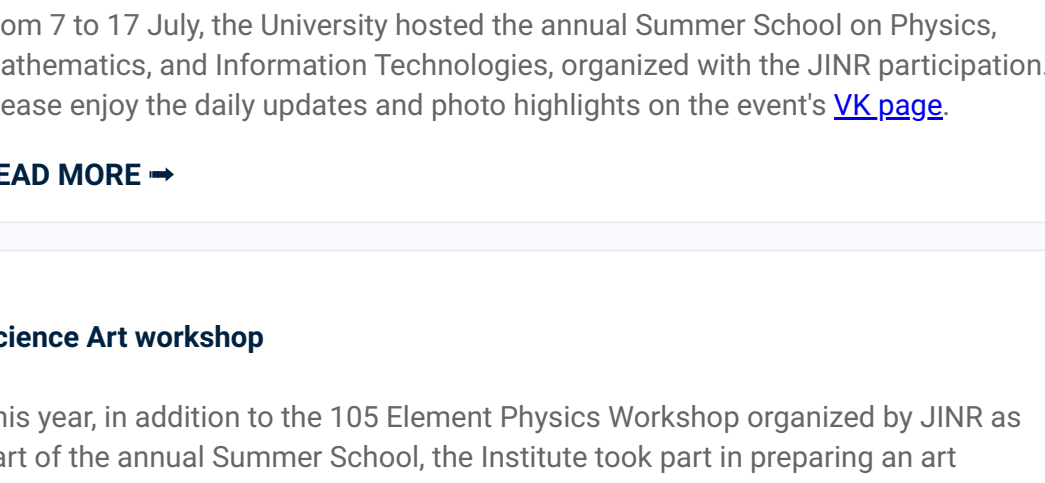 om 7 to 17 July, the University hosted the annual Summer School on Physics,
athematics, and Information Technologies, organized with the JINR participation.
ease enjoy the daily updates and photo highlights on the event's VK page.
EAD MORE ➟
cience Art workshop
his year, in addition to the 105 Element Physics Workshop organized by JINR as
art of the annual Summer School, the Institute took part in preparing an art